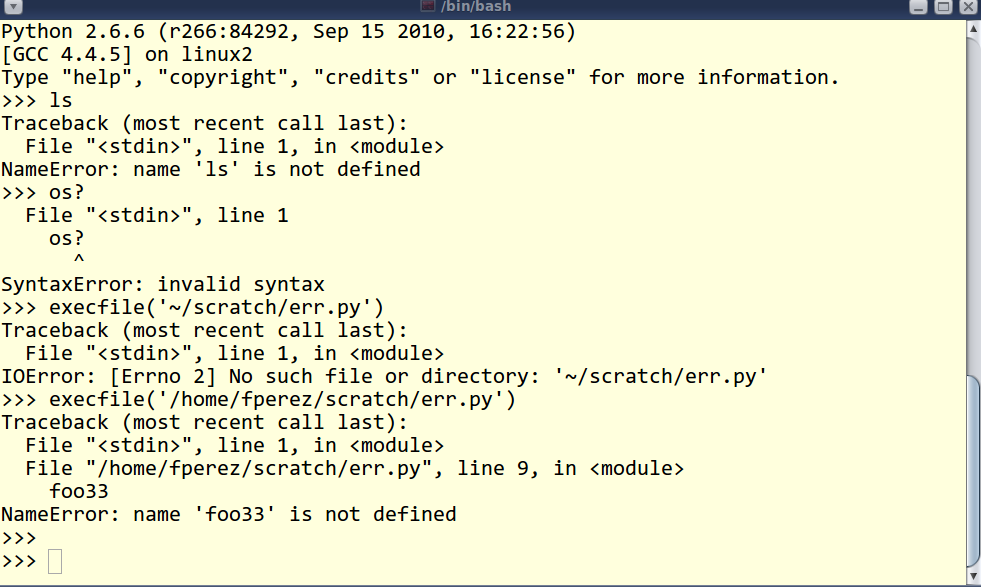 /bin/bash
Python 2.6.6 (r266:84292, Sep 15 2010, 16:22:56)
[GCC 4.4.5] on linux2
Type "help", "copyright", "credits" or "license" for more information.
>>> ls
Traceback (most recent call last):
  File "<stdin>", line 1, in <module>
NameError: name 'ls' is not defined
>>> os?
  File "<stdin>", line 1
    os?
      ^
SyntaxError: invalid syntax
>>> execfile('~/scratch/err.py')
Traceback (most recent call last):
  File "<stdin>", line 1, in <module>
IOError: [Errno 2] No such file or directory: '~/scratch/err.py'
>>> execfile('/home/fperez/scratch/err.py')
Traceback (most recent call last):
  File "<stdin>", line 1, in <module>
  File "/home/fperez/scratch/err.py", line 9, in <module>
    foo33
NameError: name 'foo33' is not defined
>>>
>>>